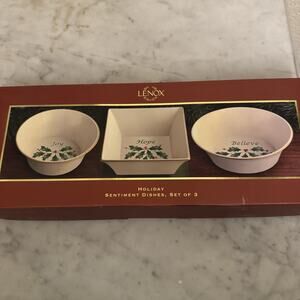 LENOX
Joy
Hope
Believe
HOLIDAY
SENTIMENT DISHES, SET OF 3